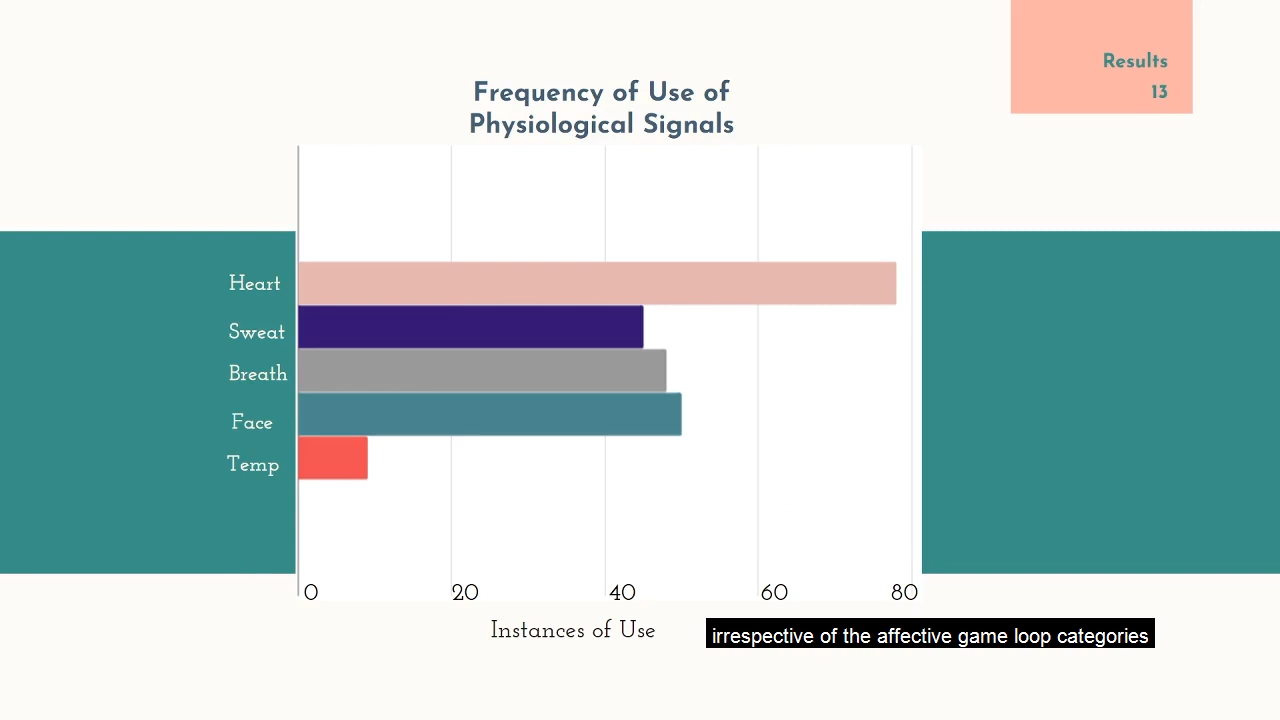 Results
13
Frequency of Use of
Physiological Signals
Heart
Sweat
Breath
Face
Temp
0 20 40 60 80
Instances of Use
irrespective of the affective game loop categories